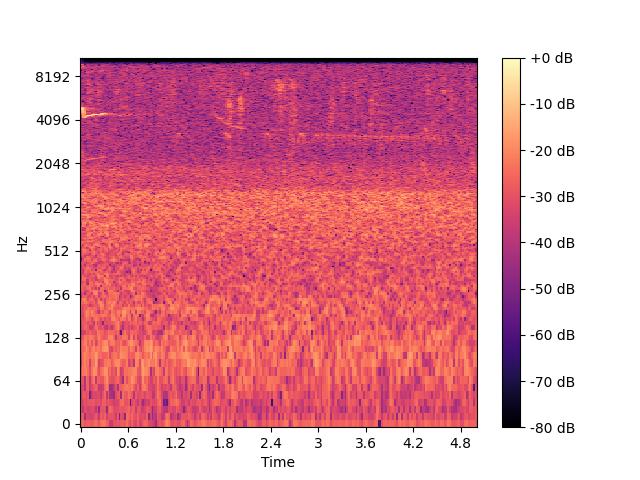 +0 dB
8192
-10 dB
4096
-20 dB
2048
-30 dB
1024
-40 dB
Hz
512
-50 dB
256
-60 dB
128
-70 dB
64
0
-80 dB
0 0.6 1.2 1.8 2.4 3 3.6 4.2 4.8
Time